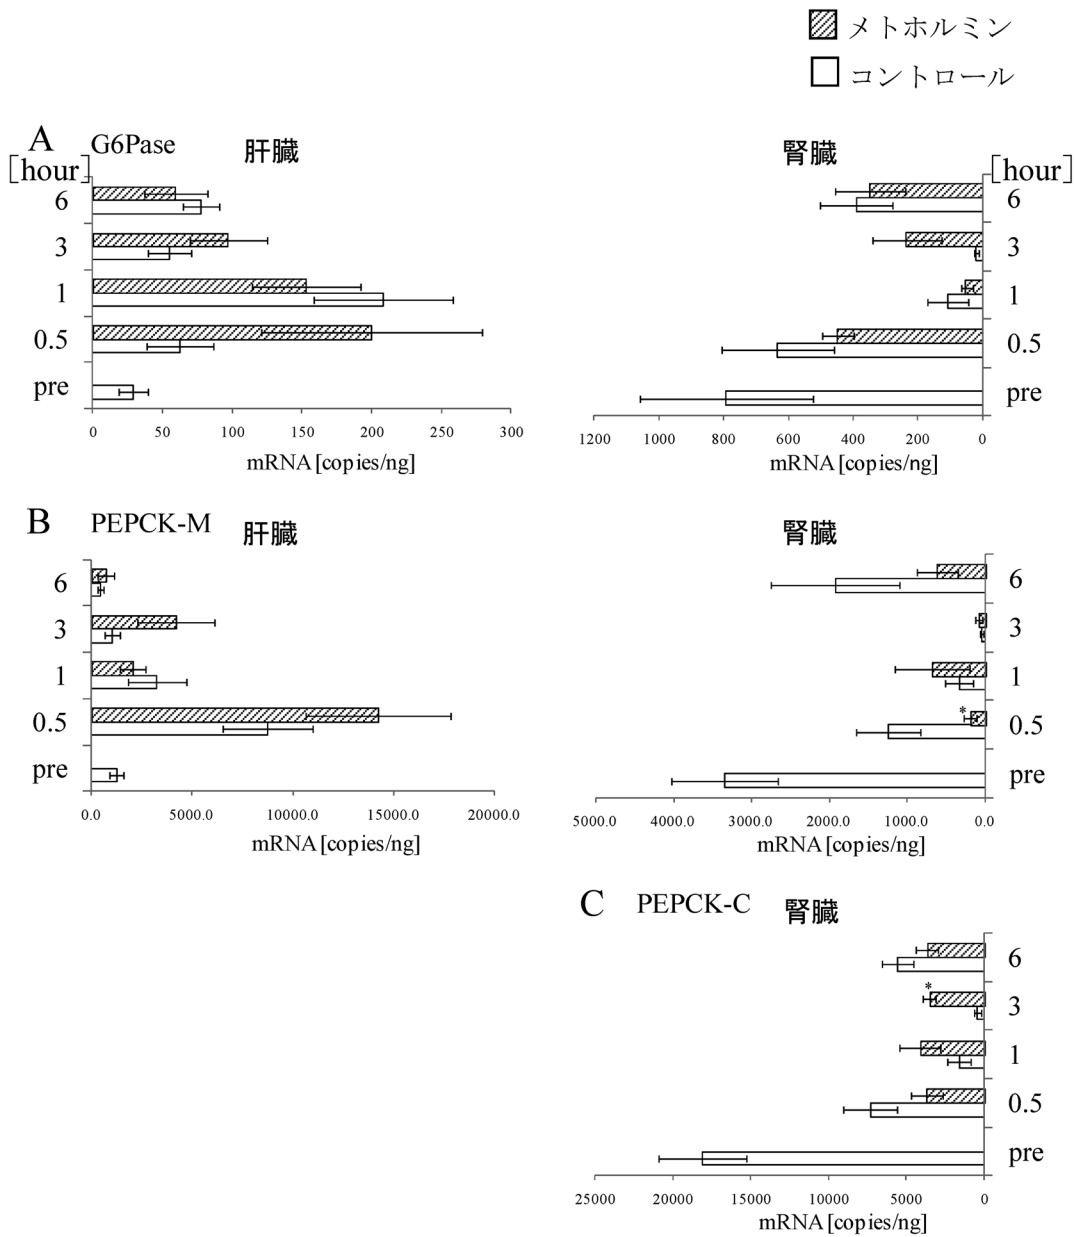 メトホルミン
コントロール
A G6Pase 肝臓 腎臓
[hour] [hour]
6 6
3 3
1 1
0.5 0.5
pre pre
0 50 100 150 200 250 300 1200 1000 800 600 400 200 0
mRNA [copies/ng] mRNA [copies/ng]
B PEPCK-M 肝臓 腎臓
6 6
3 3
1 1
* 
0.5 0.5
pre pre
0.0 5000.0 10000.0 15000.0 20000.0 5000.0 4000.0 3000.0 2000.0 1000.0 0.0
mRNA [copies/ng] mRNA [copies/ng]
C PEPCK-C 腎臓
6
*
3
1
0.5
pre
25000 20000 15000 10000 5000 0
mRNA [copies/ng]